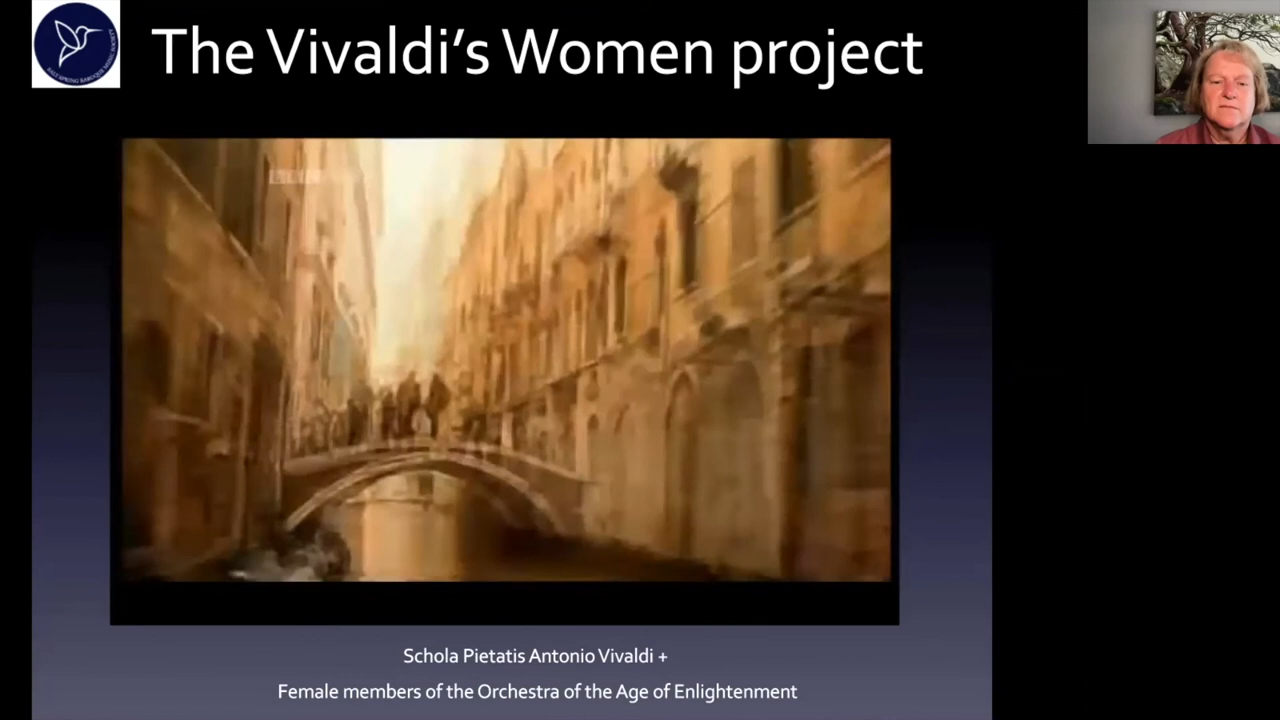 The Vivaldi's Women project
Schola Pietatis Antonio Vivaldi +
Female members of the Orchestra of the Age of Enlightenment